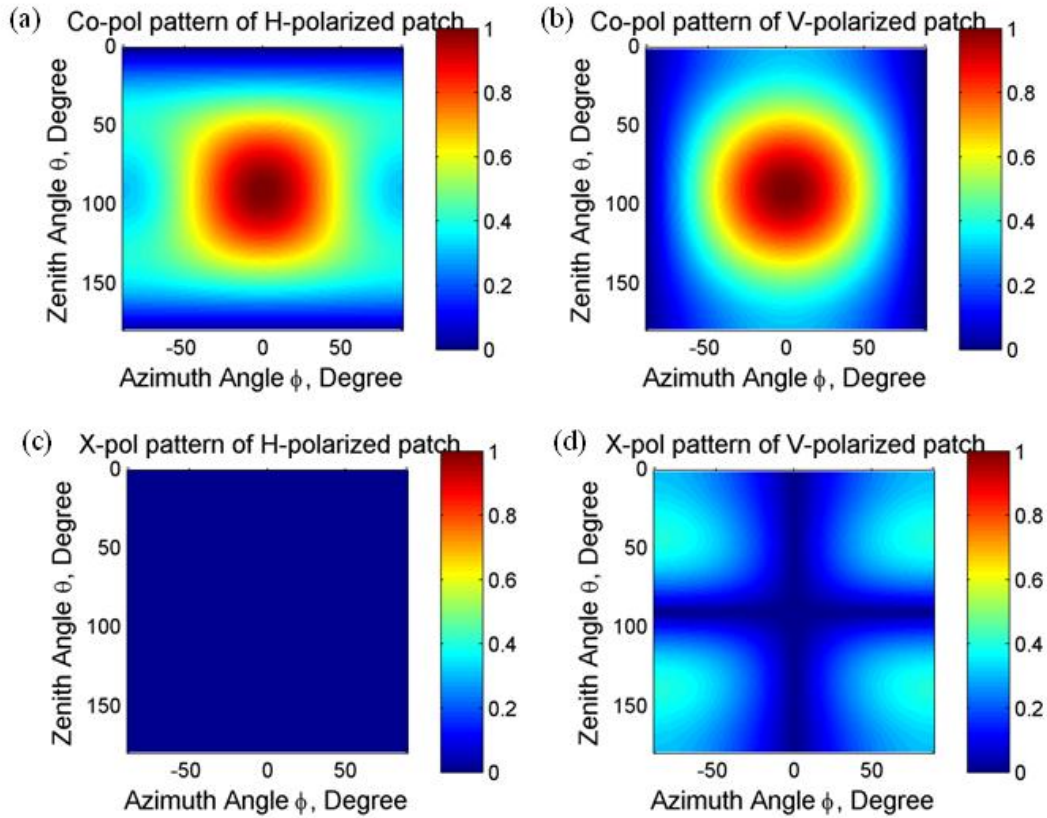 (a) Co-pol pattern of H-polarized patch
0
50
100
150
Zenith Angle θ, Degree
-50 0 50
Azimuth Angle ϕ, Degree
1
0.8
0.6
0.4
0.2
0
(b) Co-pol pattern of V-polarized patch
0
50
100
150
Zenith Angle θ, Degree
-50 0 50
Azimuth Angle ϕ, Degree
1
0.8
0.6
0.4
0.2
0
(c) X-pol pattern of H-polarized patch
0
50
100
150
Zenith Angle θ, Degree
-50 0 50
Azimuth Angle ϕ, Degree
1
0.8
0.6
0.4
0.2
0
(d) X-pol pattern of V-polarized patch
0
50
100
150
Zenith Angle θ, Degree
-50 0 50
Azimuth Angle ϕ, Degree
1
0.8
0.6
0.4
0.2
0